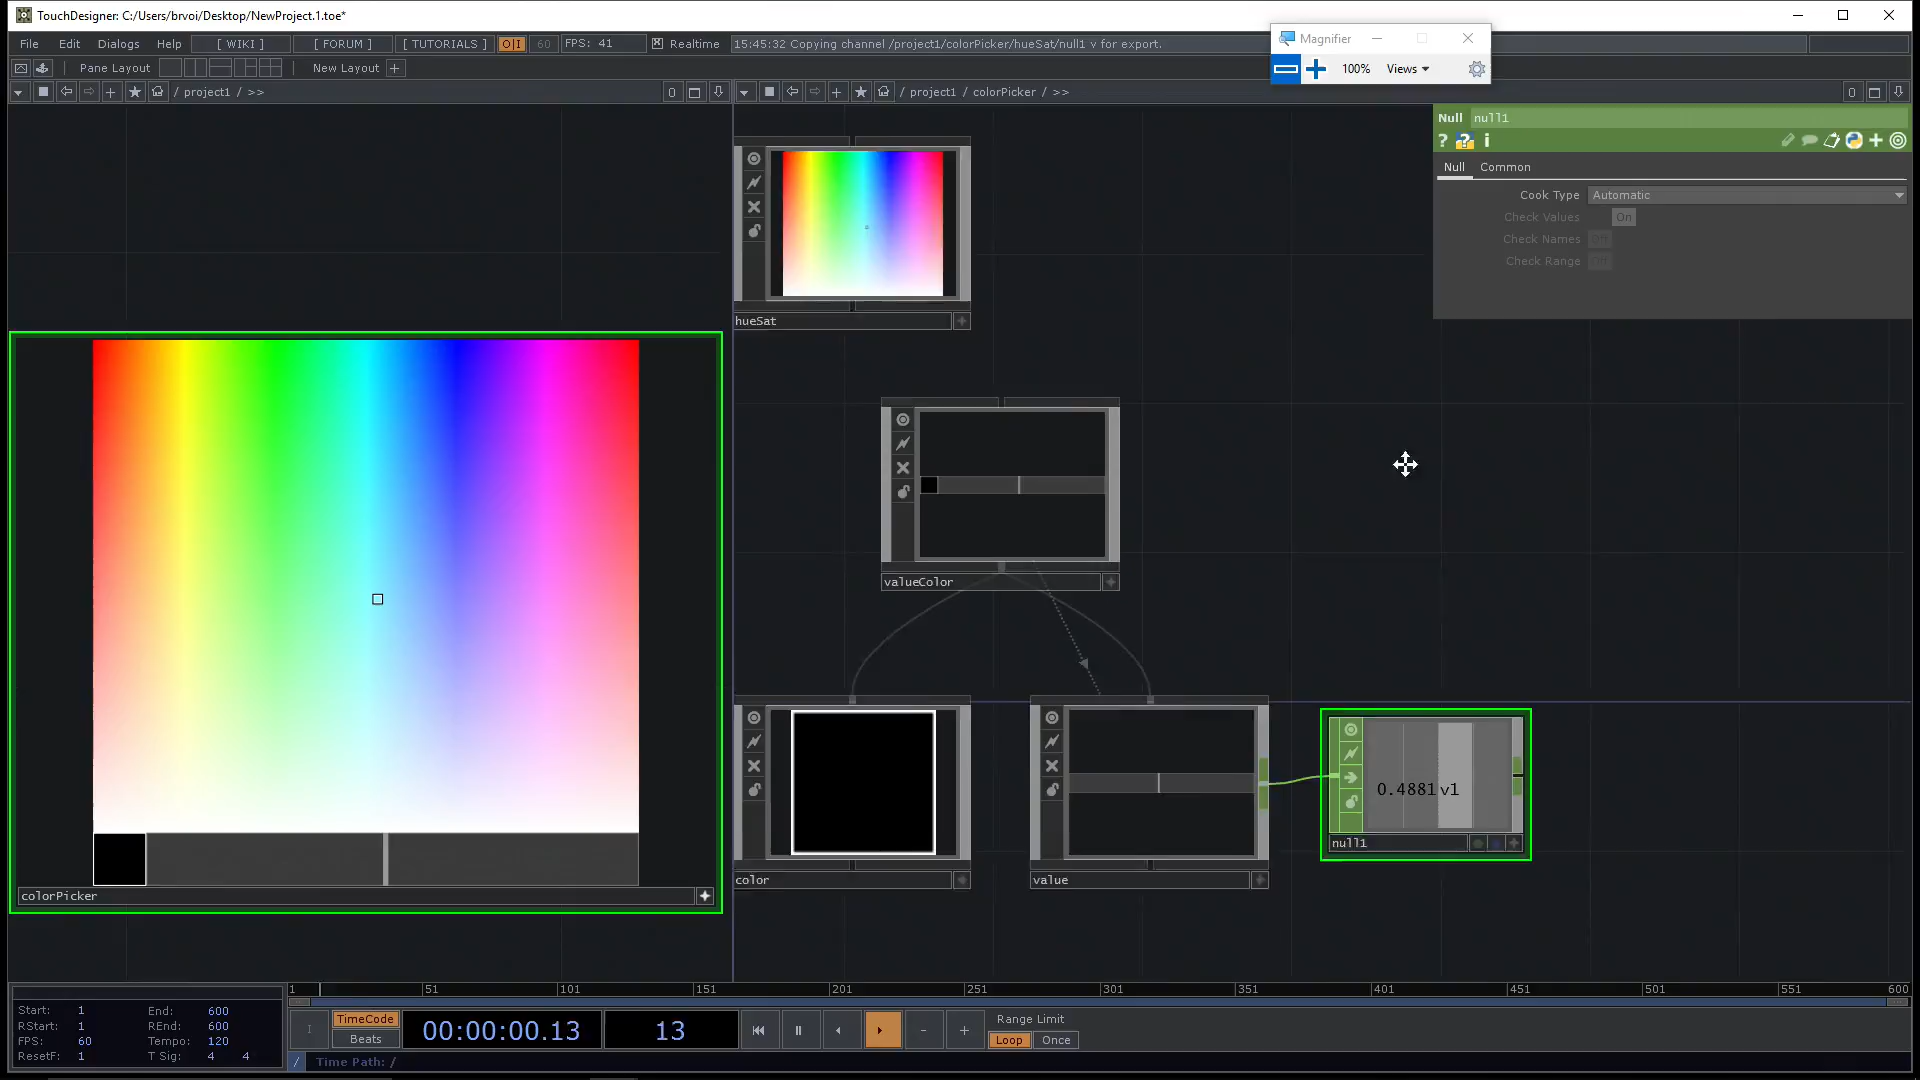 TouchDesigner: C:/Users/brvoi/Desktop/NewProject.1.toe*
File Edit Dialogs Help [ WIKI ] [ FORUM ] [ TUTORIALS ] O|I 60 FPS: 41 Realtime 15:45:32 Copying channel /project1/colorPicker/hueSat/null1 v for export.
Magnifier
100% Views
Pane Layout New Layout +
/ project1 / >> 0
/ project1 / colorPicker / >> 0
Null null1
? i
Null Common
Cook Type Automatic
Check Values On
Check Names Off
Check Range
hueSat
valueColor
0.4881 v1
null1
color
value
colorPicker
1 51 101 151 201 251 301 351 401 451 501 551 600
Start: 1 End: 600
RStart: 1 REnd: 600
FPS: 60 Tempo: 120
ResetF: 1 T Sig: 4 4
TimeCode
Beats
00:00:00.13
13
Range Limit
Loop Once
/ Time Path: /